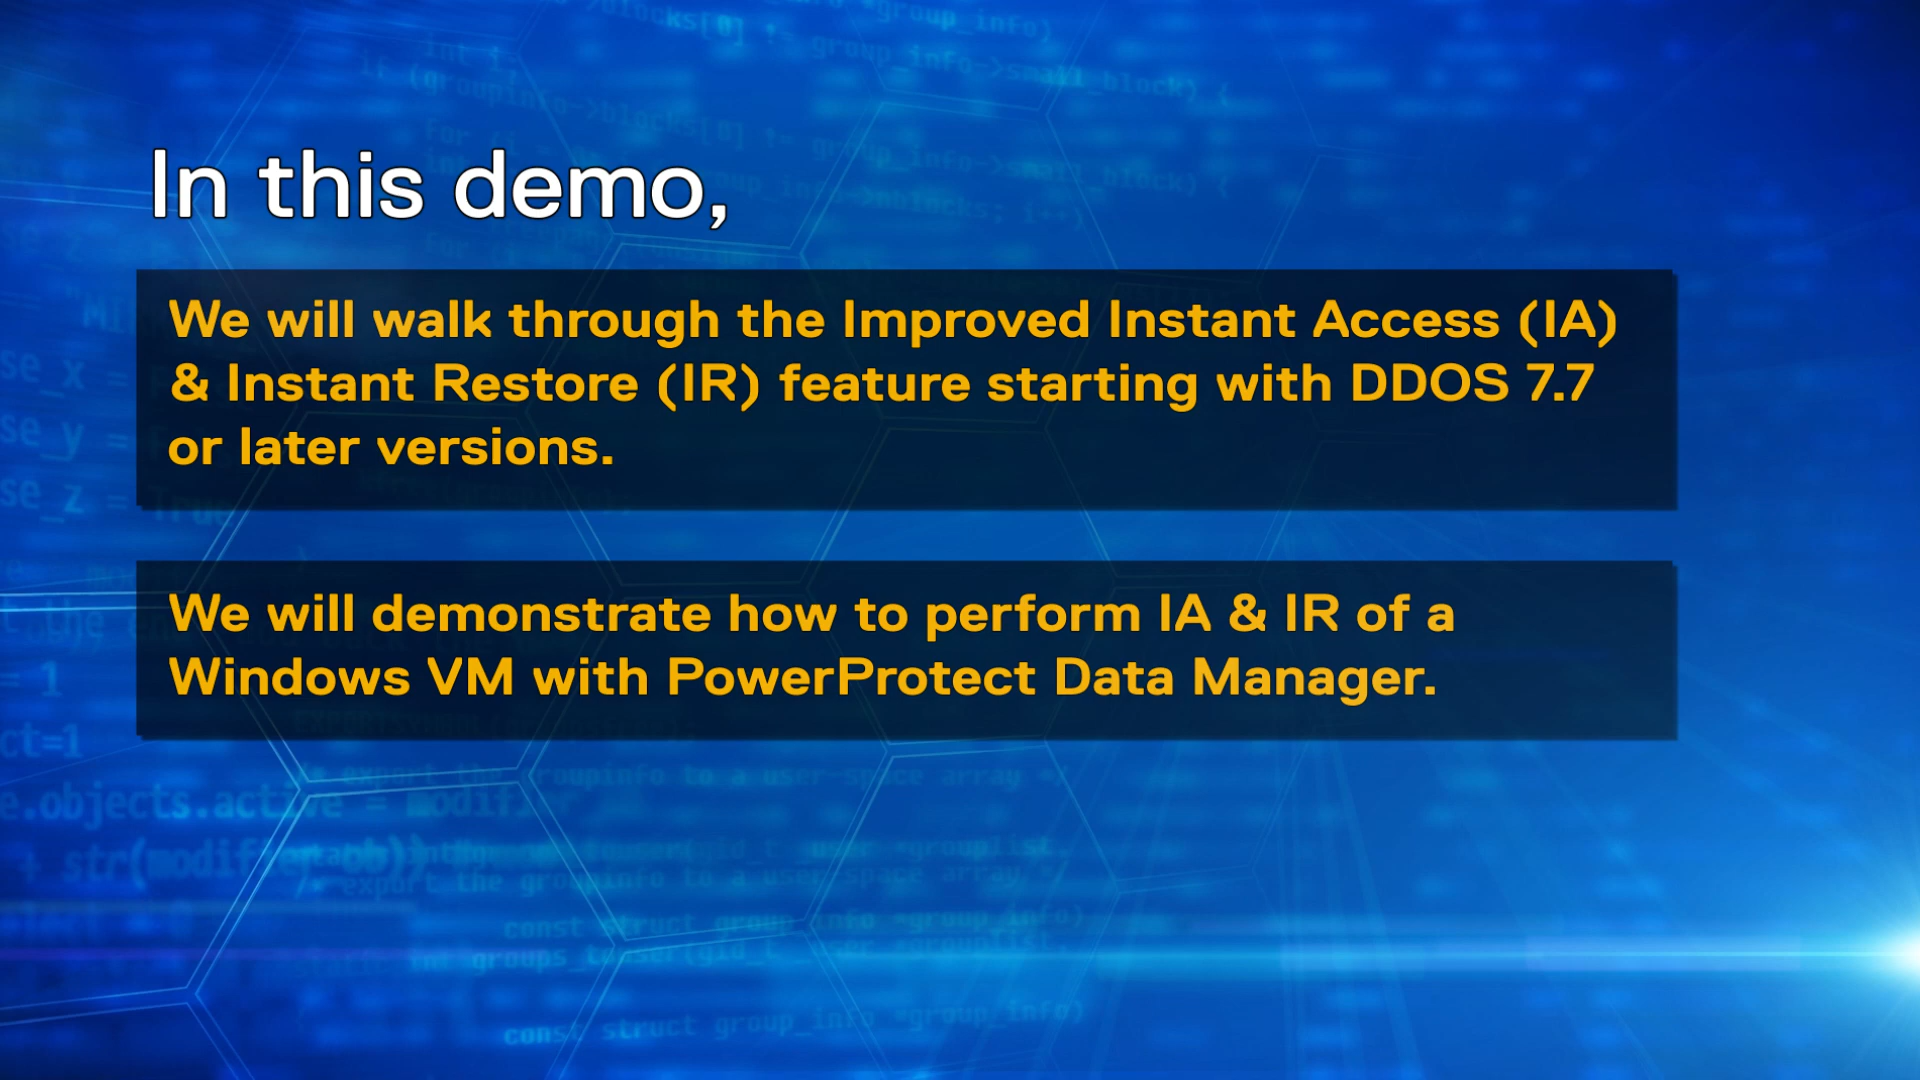 In this demo,
We will walk through the Improved Instant Access (IA)
& Instant Restore (IR) feature starting with DDOS 7.7
or later versions.
We will demonstrate how to perform IA & IR of a
Windows VM with PowerProtect Data Manager.